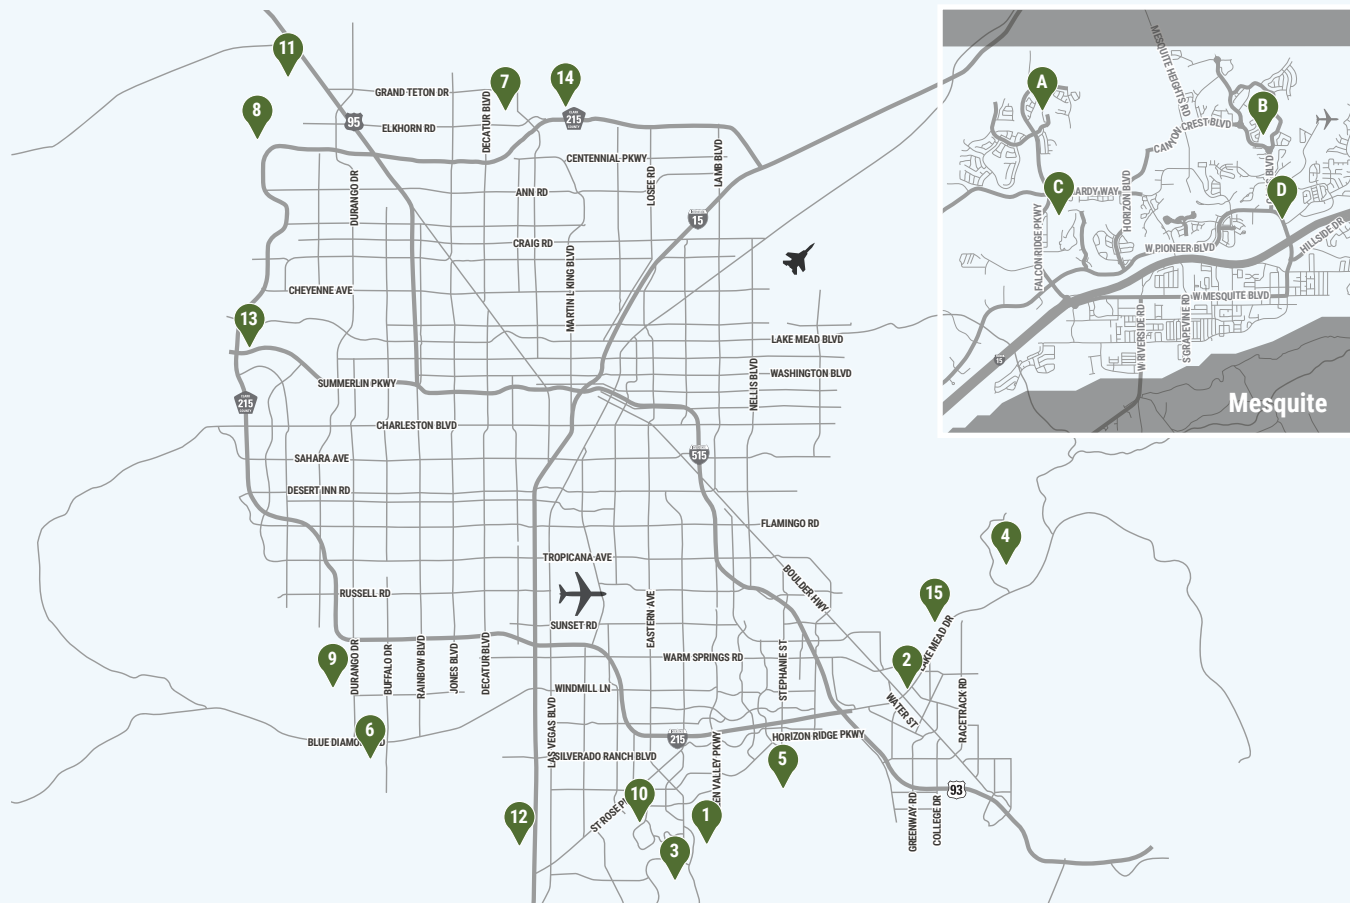 11
7
14
8
GRAND TETON DR
95
ELKHORN RD
DECATUR BLVD
215
CENTENNIAL PKWY
LAMB BLVD
DURANGO DR
ANN RD
LOSEE RD
15
CRAIG RD
MARTIN L KING BLVD
CHEYENNE AVE
13
LAKE MEAD BLVD
SUMMERLIN PKWY
WASHINGTON BLVD
NELLIS BLVD
215
CHARLESTON BLVD
SAHARA AVE
515
DESERT INN RD
FLAMINGO RD
4
TROPICANA AVE
BOULDER HWY
RUSSELL RD
15
SUNSET RD
EASTERN AVE
LAKE MEAD DR
9
DURANGO DR
BUFFALO DR
RAINBOW BLVD
JONES BLVD
DECATUR BLVD
WARM SPRINGS RD
STEPHANIE ST
2
WINDMILL LN
WATER ST
RACETRACK RD
LAS VEGAS BLVD
6
BLUE DIAMO
215
HORIZON RIDGE PKWY
SILVERADO RANCH BLVD
EN VALLEY PKWY
5
10
ST ROSE P
93
12
1
GREENWAY RD
COLLEGE DR
3
MESQUITE HEIGHTS RD
A
B
CANYON CREST BLVD
BLVD
C
ARDY WAY
D
HORIZON BLVD
FALCON RIDGE PKWY
W PIONEER BLVD
HILLSIDE DR
W MESQUITE BLVD
W RIVERSIDE RD
S GRAPEVINE RD
15
Mesquite